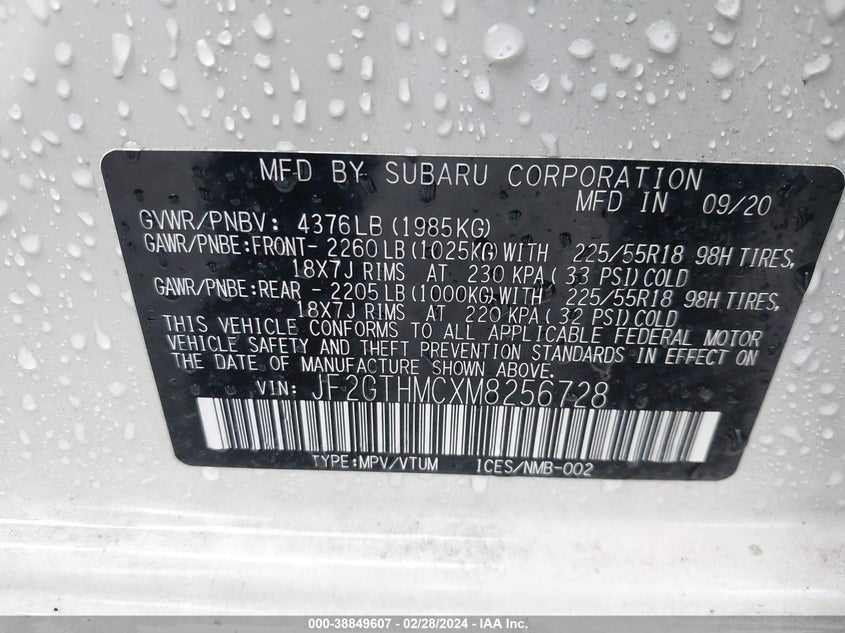 MFD BY SUBARU CORPORATION
MFD IN 09/20
GVWR/PNBV: 4376LB(1985KG)
GAWR/PNBE:FRONT- 2260LB(1025KG)WITH 225/55R18 98H TIRES,
18X7J RIMS AT 230KPA(33 PSI)COLD
GAWR/PNBE:REAR - 2205LB(1000KG)WITH 225/55R18 98H TIRES,
18X7J RIMS AT 220KPA(32 PSI)COLD
THIS VEHICLE CONFORMS TO ALL APPLICABLE FEDERAL MOTOR
VEHICLE SAFETY AND THEFT PREVENTION STANDARDS IN EFFECT ON
THE DATE OF MANUFACTURE SHOWN ABOVE.
VIN: JF2GTHMCXM8256728
TYPE:MPV/VTUM ICES/NMB-002
000-38849607 - 02/28/2024 - IAA Inc.